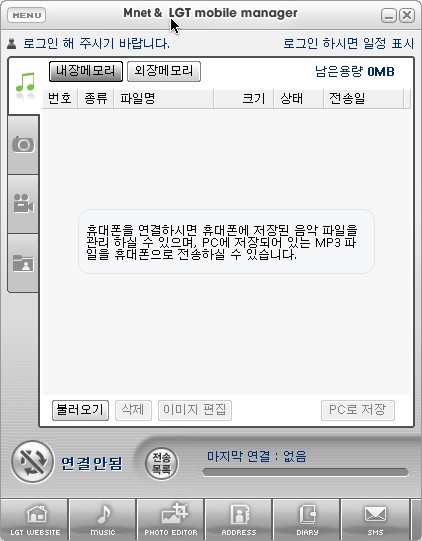 MENU
Mnet & LGT mobile manager
로그인 해 주시기 바랍니다.
로그인 하시면 일정 표시
내장메모리
외장메모리
남은용량 0MB
번호
종류
파일명
크기
상태
전송일
휴대폰을 연결하시면 휴대폰에 저장된 음악 파일을
관리 하실 수 있으며, PC에 저장되어 있는 MP3 파
일을 휴대폰으로 전송하실 수 있습니다.
불러오기
삭제
이미지 편집
PC로 저장
연결안됨
전송
목록
마지막 연결 : 없음
LGT WEBSITE
MUSIC
PHOTO EDITOR
ADDRESS
DIARY
SMS